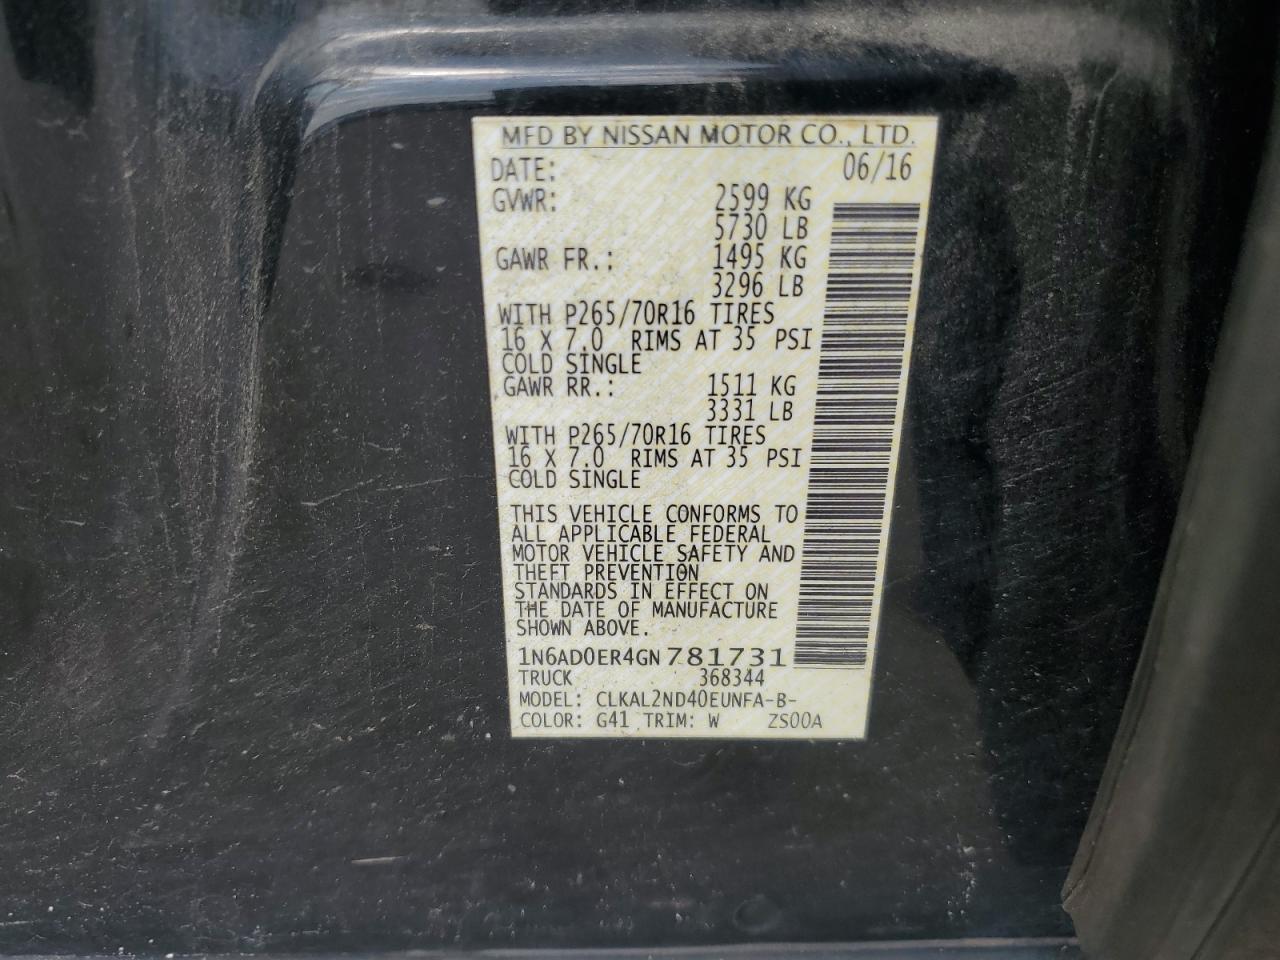 MFD BY NISSAN MOTOR CO., LTD.
DATE: 06/16
GVWR: 2599 KG
5730 LB
GAWR FR.: 1495 KG
3296 LB
WITH P265/70R16 TIRES
16 X 7.0 RIMS AT 35 PSI
COLD SINGLE
GAWR RR.: 1511 KG
3331 LB
WITH P265/70R16 TIRES
16 X 7.0 RIMS AT 35 PSI
COLD SINGLE
THIS VEHICLE CONFORMS TO
ALL APPLICABLE FEDERAL
MOTOR VEHICLE SAFETY AND
THEFT PREVENTION
STANDARDS IN EFFECT ON
THE DATE OF MANUFACTURE
SHOWN ABOVE.
1N6AD0ER4GN781731
TRUCK 368344
MODEL: CLKAL2ND40EUNFA-B-
COLOR: G41 TRIM: W ZS00A